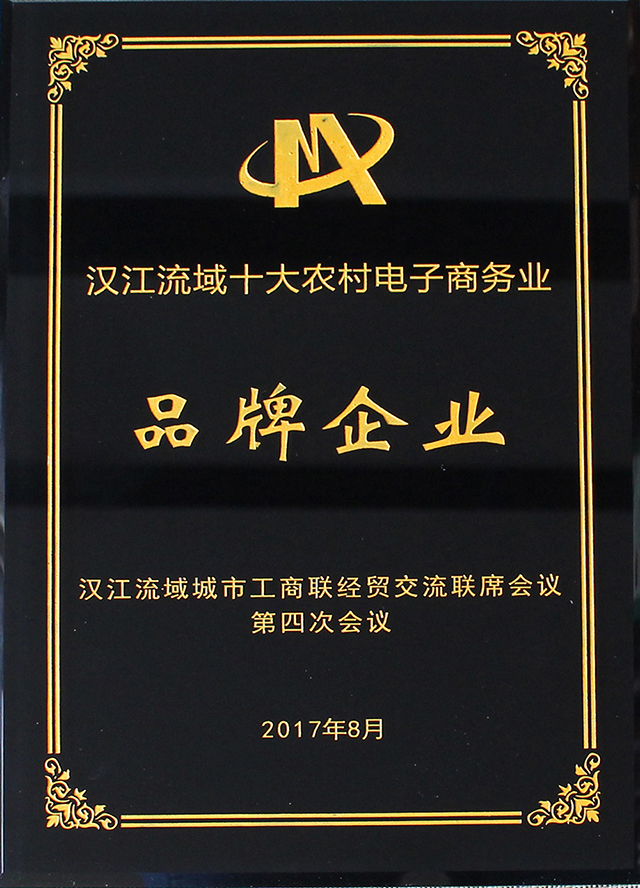 汉江流域十大农村电子商务业
品牌企业
汉江流域城市工商联经贸交流联席会议
第四次会议
2017年8月